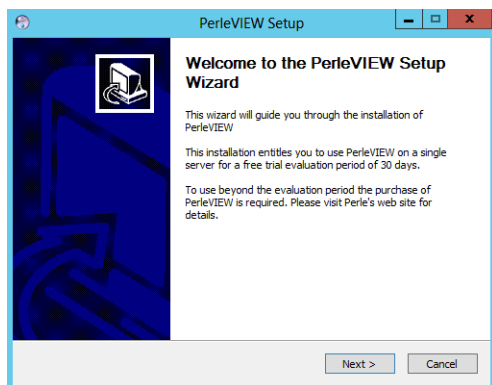 PerleVIEW Setup
Welcome to the PerleVIEW Setup
Wizard
This wizard will guide you through the installation of
PerleVIEW
This installation entitles you to use PerleVIEW on a single
server for a free trial evaluation period of 30 days.
To use beyond the evaluation period the purchase of
PerleVIEW is required. Please visit Perle's web site for
details.
Next >
Cancel